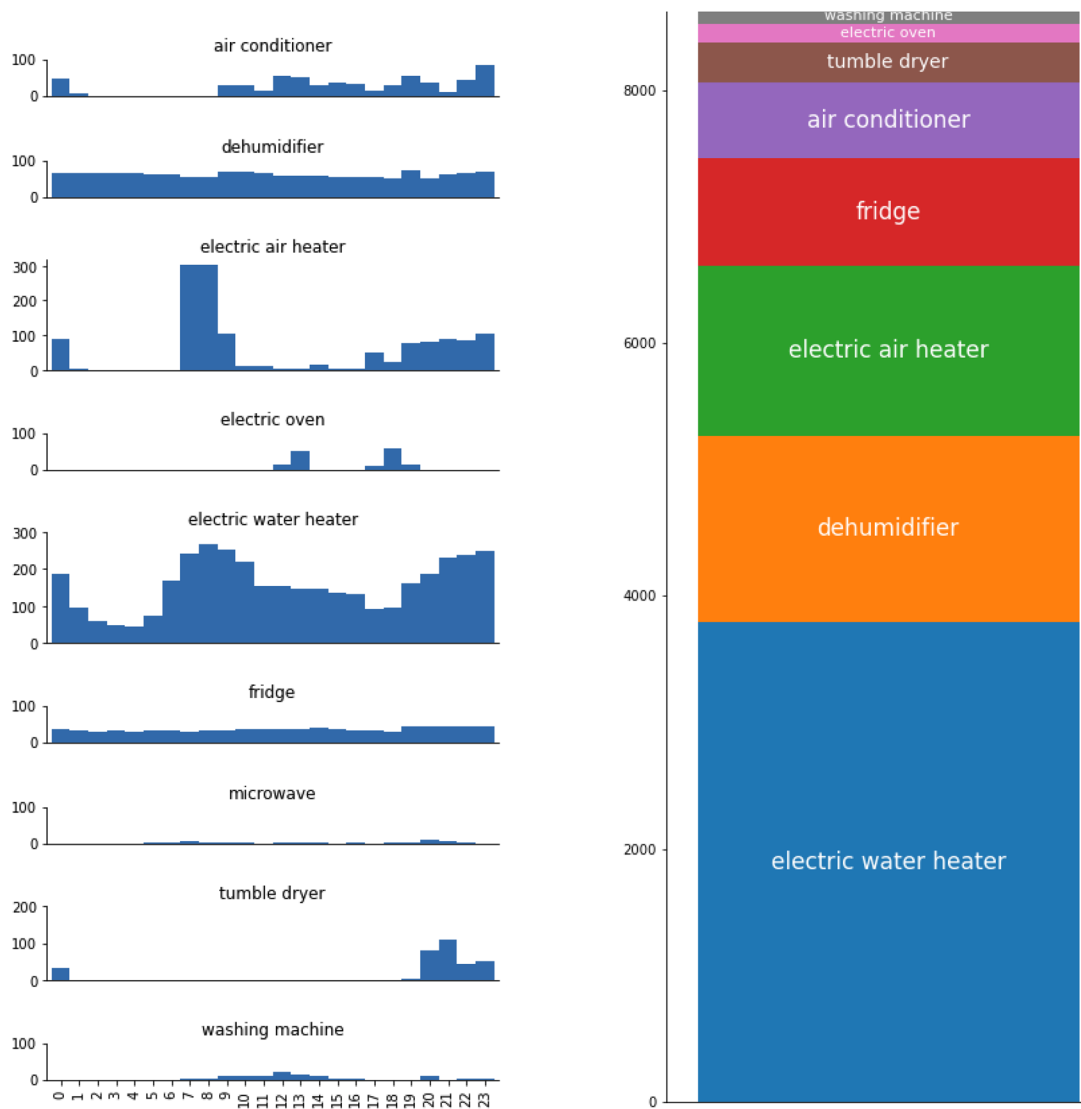 air conditioner
100
0
dehumidifier
100
0
electric air heater
300
200
100
0
electric oven
100
0
electric water heater
300
200
100
0
fridge
100
0
microwave
100
0
tumble dryer
200
100
0
washing machine
100
0
0 1 2 3 4 5 6 7 8 9 10 11 12 13 14 15 16 17 18 19 20 21 22 23
washing machine
electric oven
tumble dryer
8000
air conditioner
fridge
6000
electric air heater
dehumidifier
4000
2000
electric water heater
0